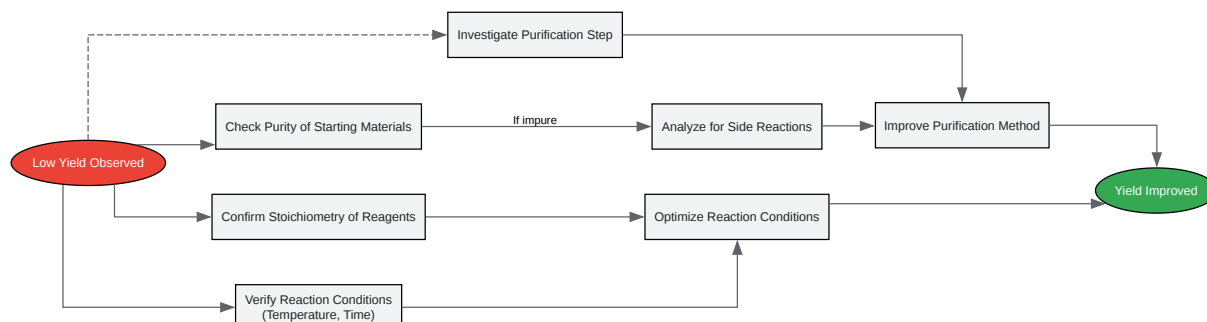 Investigate Purification Step
Check Purity of Starting Materials
If impure
Analyze for Side Reactions
Improve Purification Method
Low Yield Observed
Yield Improved
Confirm Stoichiometry of Reagents
Optimize Reaction Conditions
Verify Reaction Conditions
(Temperature, Time)